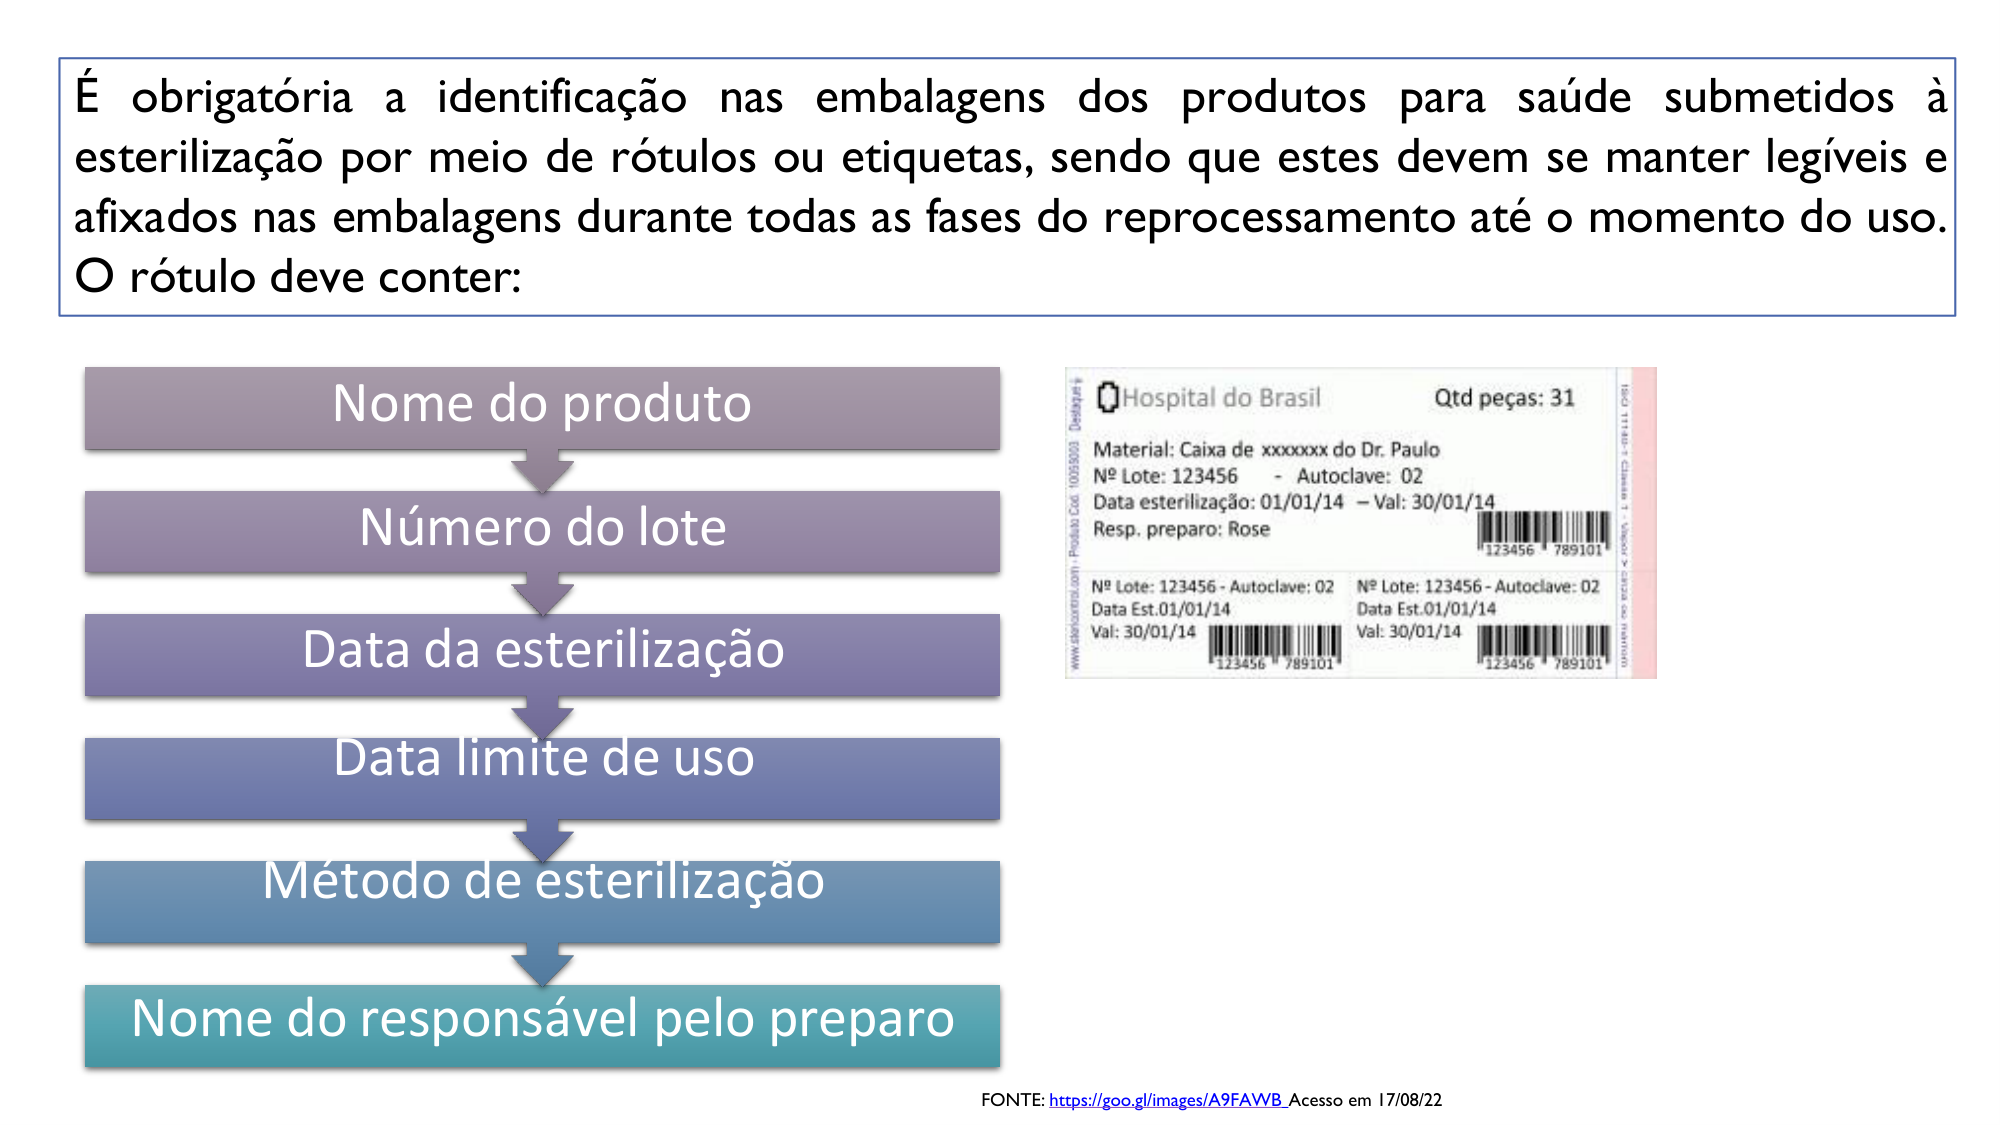 É obrigatória a identificação nas embalagens dos produtos para saúde submetidos à
esterilização por meio de rótulos ou etiquetas, sendo que estes devem se manter legíveis e
afixados nas embalagens durante todas as fases do reprocessamento até o momento do uso.
O rótulo deve conter:
Nome do produto
Número do lote
Data da esterilização
Data limite de uso
Método de esterilização
Nome do responsável pelo preparo
Hospital do Brasil
Qtd peças: 31
Material: Caixa de xxxxxxx do Dr. Paulo
Nº Lote: 123456 - Autoclave: 02
Data esterilização: 01/01/14 – Val: 30/01/14
Resp. preparo: Rose
123456 789101
Nº Lote: 123456 - Autoclave: 02
Data Est.01/01/14
Val: 30/01/14
123456 789101
Nº Lote: 123456 - Autoclave: 02
Data Est.01/01/14
Val: 30/01/14
123456 789101
FONTE: https://goo.gl/images/A9FAWB Acesso em 17/08/22